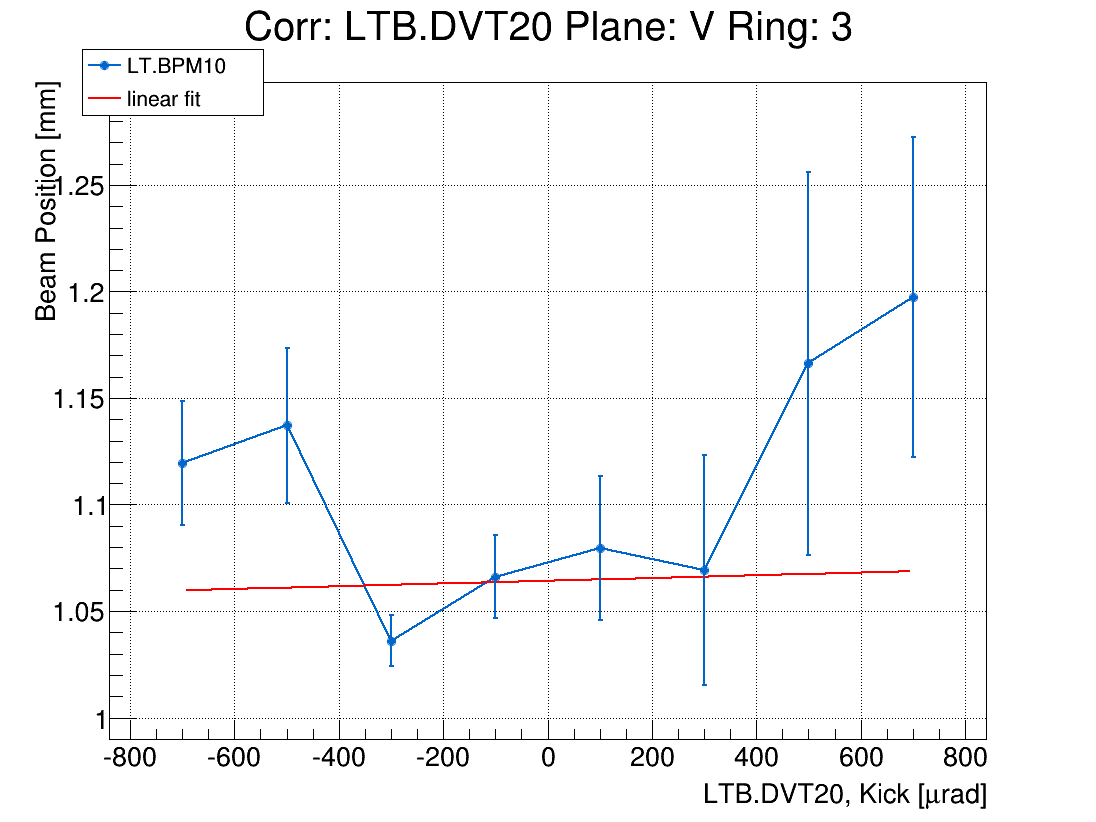 Corr: LTB.DVT20 Plane: V Ring: 3
LT.BPM10
linear fit
Beam Position [mm]
1.25
1.2
1.15
1.1
1.05
1
-800 -600 -400 -200 0 200 400 600 800
LTB.DVT20, Kick [μrad]